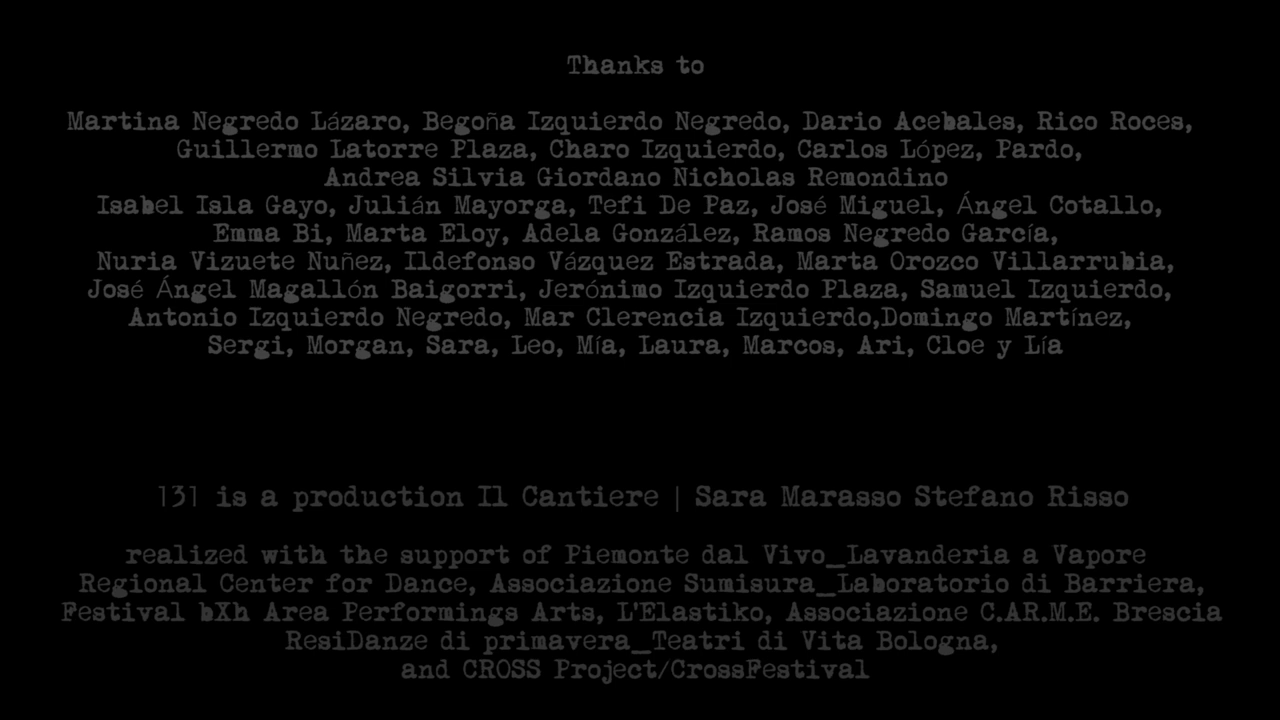 Thanks to
Martina Negredo Lázaro, Begoña Izquierdo Negredo, Dario Acebales, Rico Roces,
Guillermo Latorre Plaza, Charo Izquierdo, Carlos López, Pardo,
Andrea Silvia Giordano Nicholas Remondino
Isabel Isla Gayo, Julián Mayorga, Tefi De Paz, José Miguel, Ángel Cotallo,
Emma Bi, Marta Eloy, Adela González, Ramos Negredo García,
Nuria Vizuete Nuñez, Ildefonso Vázquez Estrada, Marta Orozco Villarrubia,
José Ángel Magallón Baigorri, Jerónimo Izquierdo Plaza, Samuel Izquierdo,
Antonio Izquierdo Negredo, Mar Clerencia Izquierdo,Domingo Martínez,
Sergi, Morgan, Sara, Leo, Mía, Laura, Marcos, Ari, Cloe y Lía
131 is a production Il Cantiere | Sara Marasso Stefano Risso
realized with the support of Piemonte dal Vivo_Lavanderia a Vapore
Regional Center for Dance, Associazione Sumisura_Laboratorio di Barriera,
Festival bXh Area Performings Arts, L'Elastiko, Associazione C.AR.M.E. Brescia
ResiDanze di primavera_Teatri di Vita Bologna,
and CROSS Project/CrossFestival